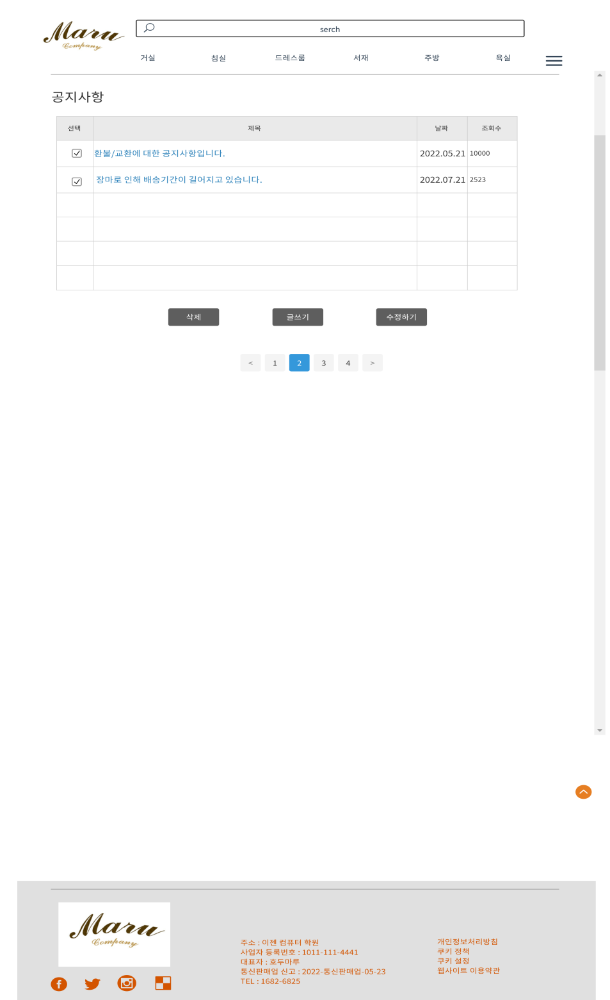 Maru
Company
serch
거실 침실 드레스룸 서재 주방 욕실
공지사항
선택 제목 날짜 조회수
환불/교환에 대한 공지사항입니다. 2022.05.21 10000
장마로 인해 배송기간이 길어지고 있습니다. 2022.07.21 2523
삭제 글쓰기 수정하기
< 1 2 3 4 >
Maru
Company
주소 : 이젠 컴퓨터 학원
사업자 등록번호 : 1011-111-4441
대표자 : 호두마루
통신판매업 신고 : 2022-통신판매업-05-23
TEL : 1682-6825
개인정보처리방침
쿠키 정책
쿠키 설정
웹사이트 이용약관